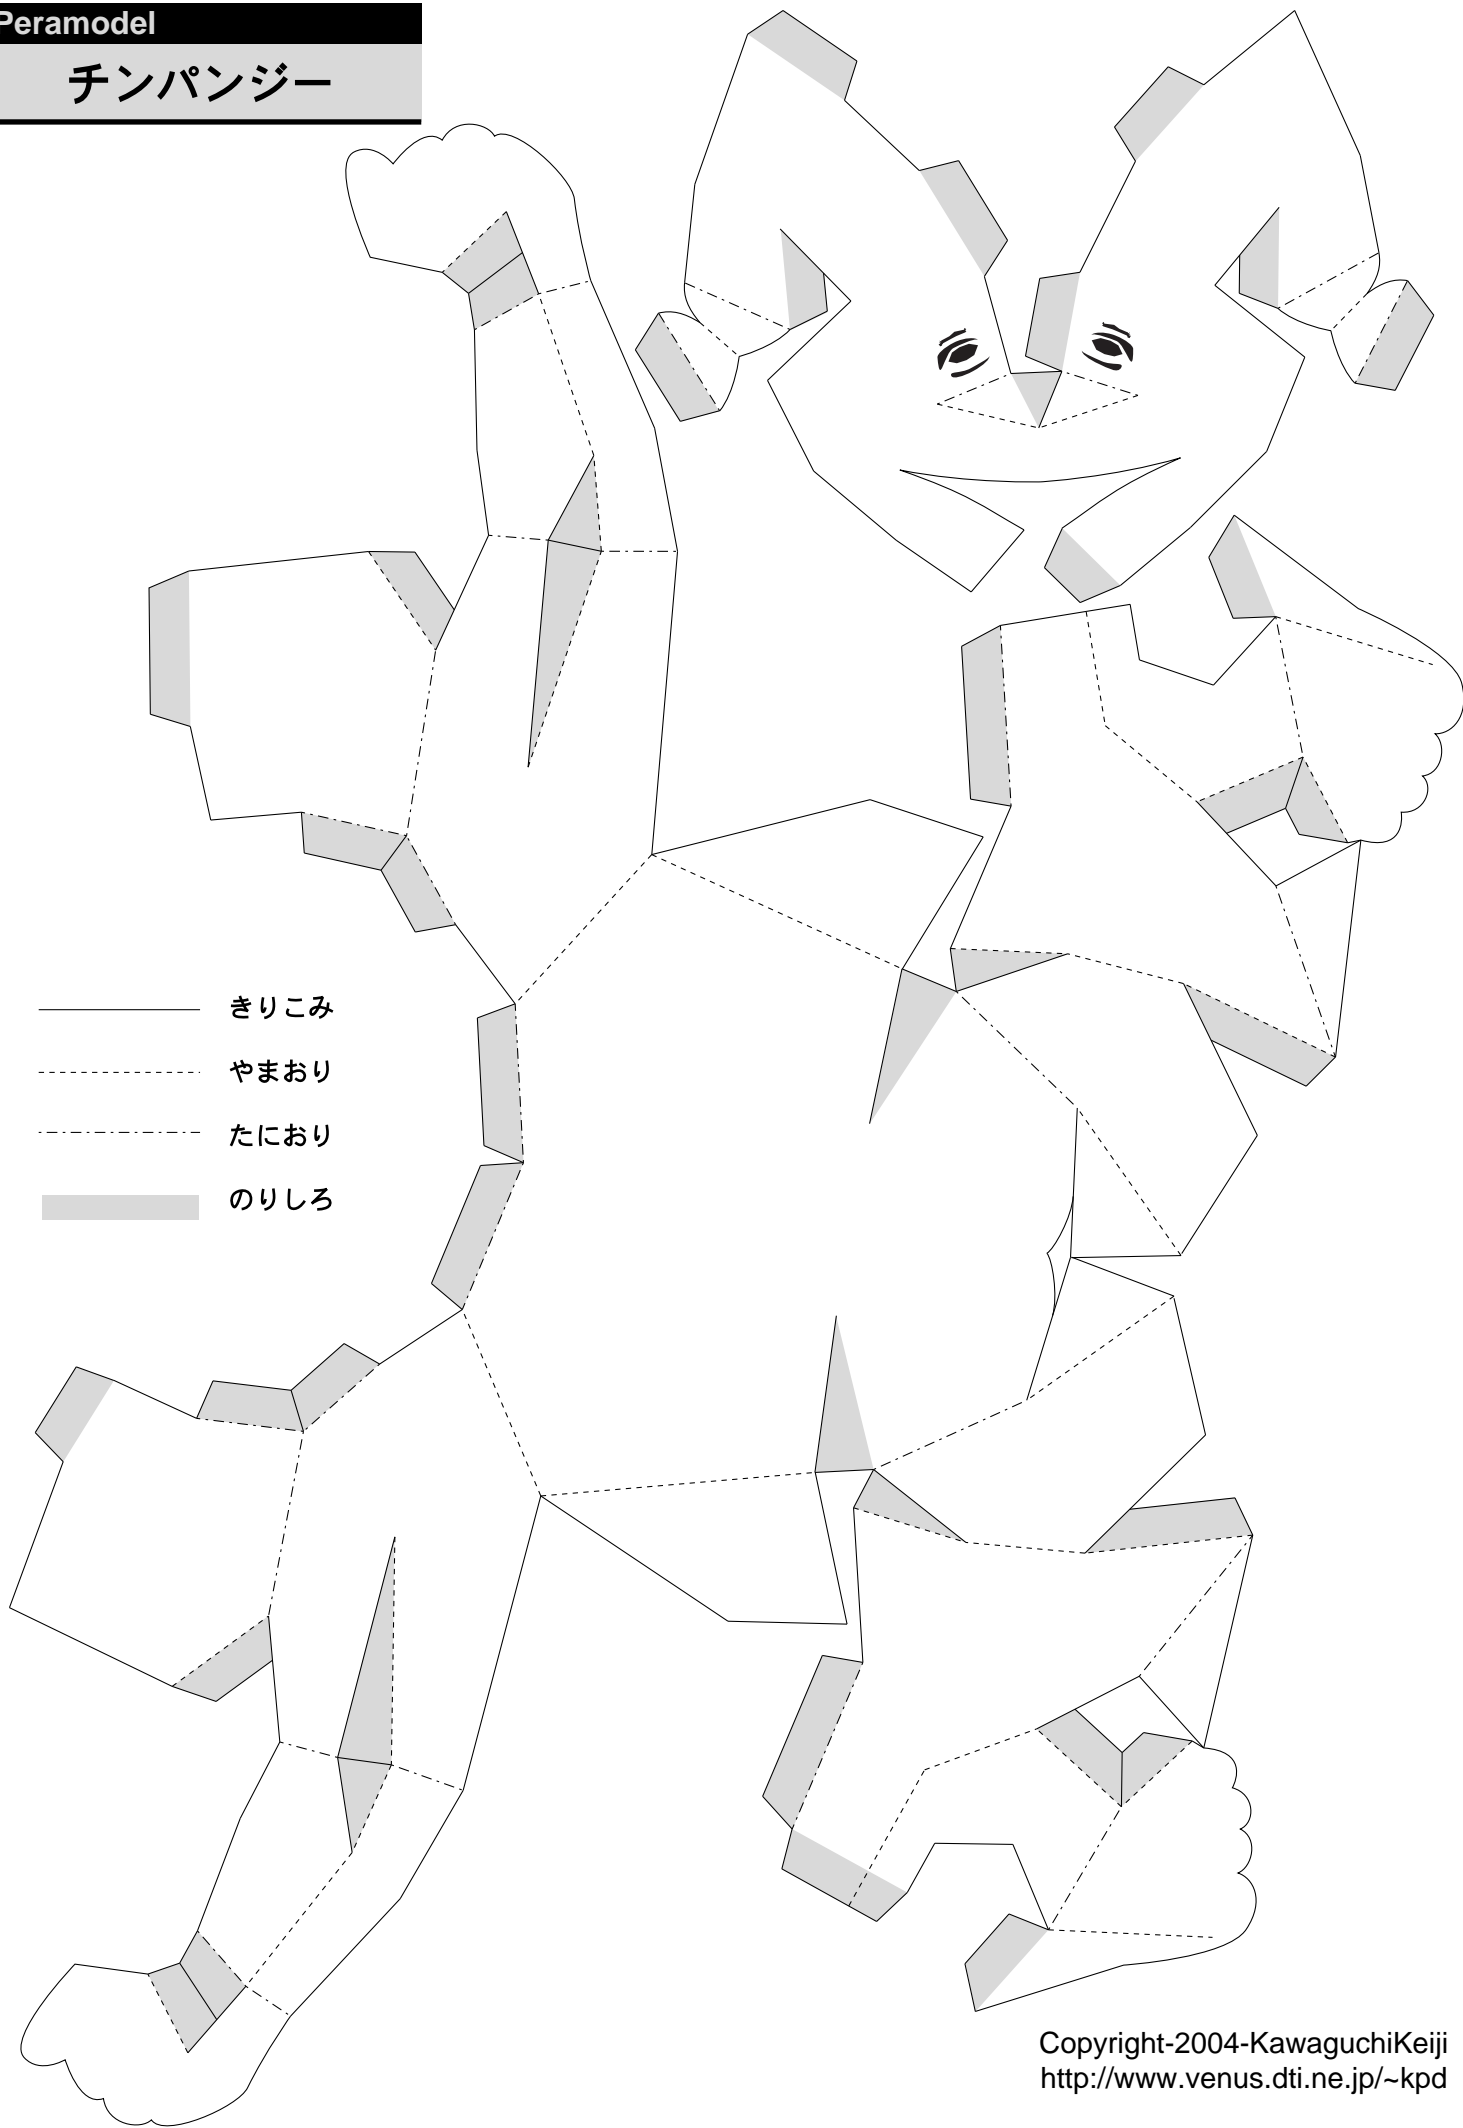 Peramodel
チンパンジー
きりこみ
やまおり
たにおり
のりしろ
Copyright-2004-KawaguchiKeiji
http://www.venus.dti.ne.jp/~kpd